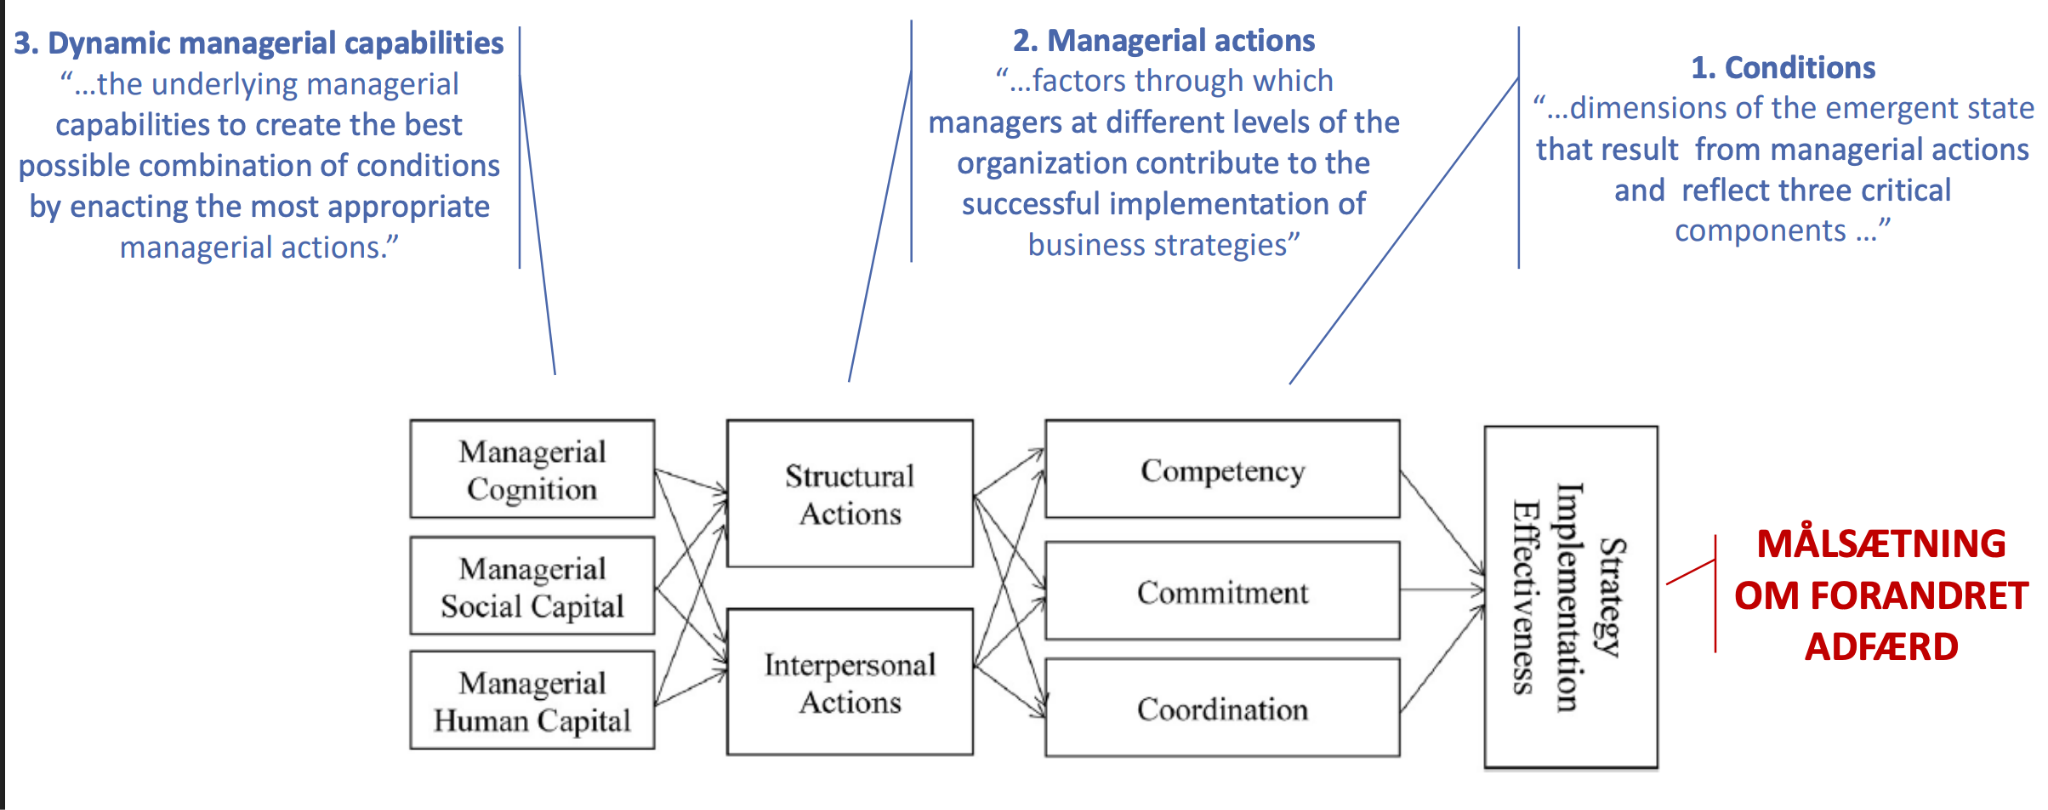 3. Dynamic managerial capabilities
“...the underlying managerial
capabilities to create the best
possible combination of conditions
by enacting the most appropriate
managerial actions.”
2. Managerial actions
“...factors through which
managers at different levels of the
organization contribute to the
successful implementation of
business strategies”
1. Conditions
“...dimensions of the emergent state
that result from managerial actions
and reflect three critical
components ...”
Managerial
Cognition
Managerial
Social Capital
Managerial
Human Capital
Structural
Actions
Interpersonal
Actions
Competency
Commitment
Coordination
Strategy
Implementation
Effectiveness
MÅLSÆTNING
OM FORANDRET
ADFÆRD